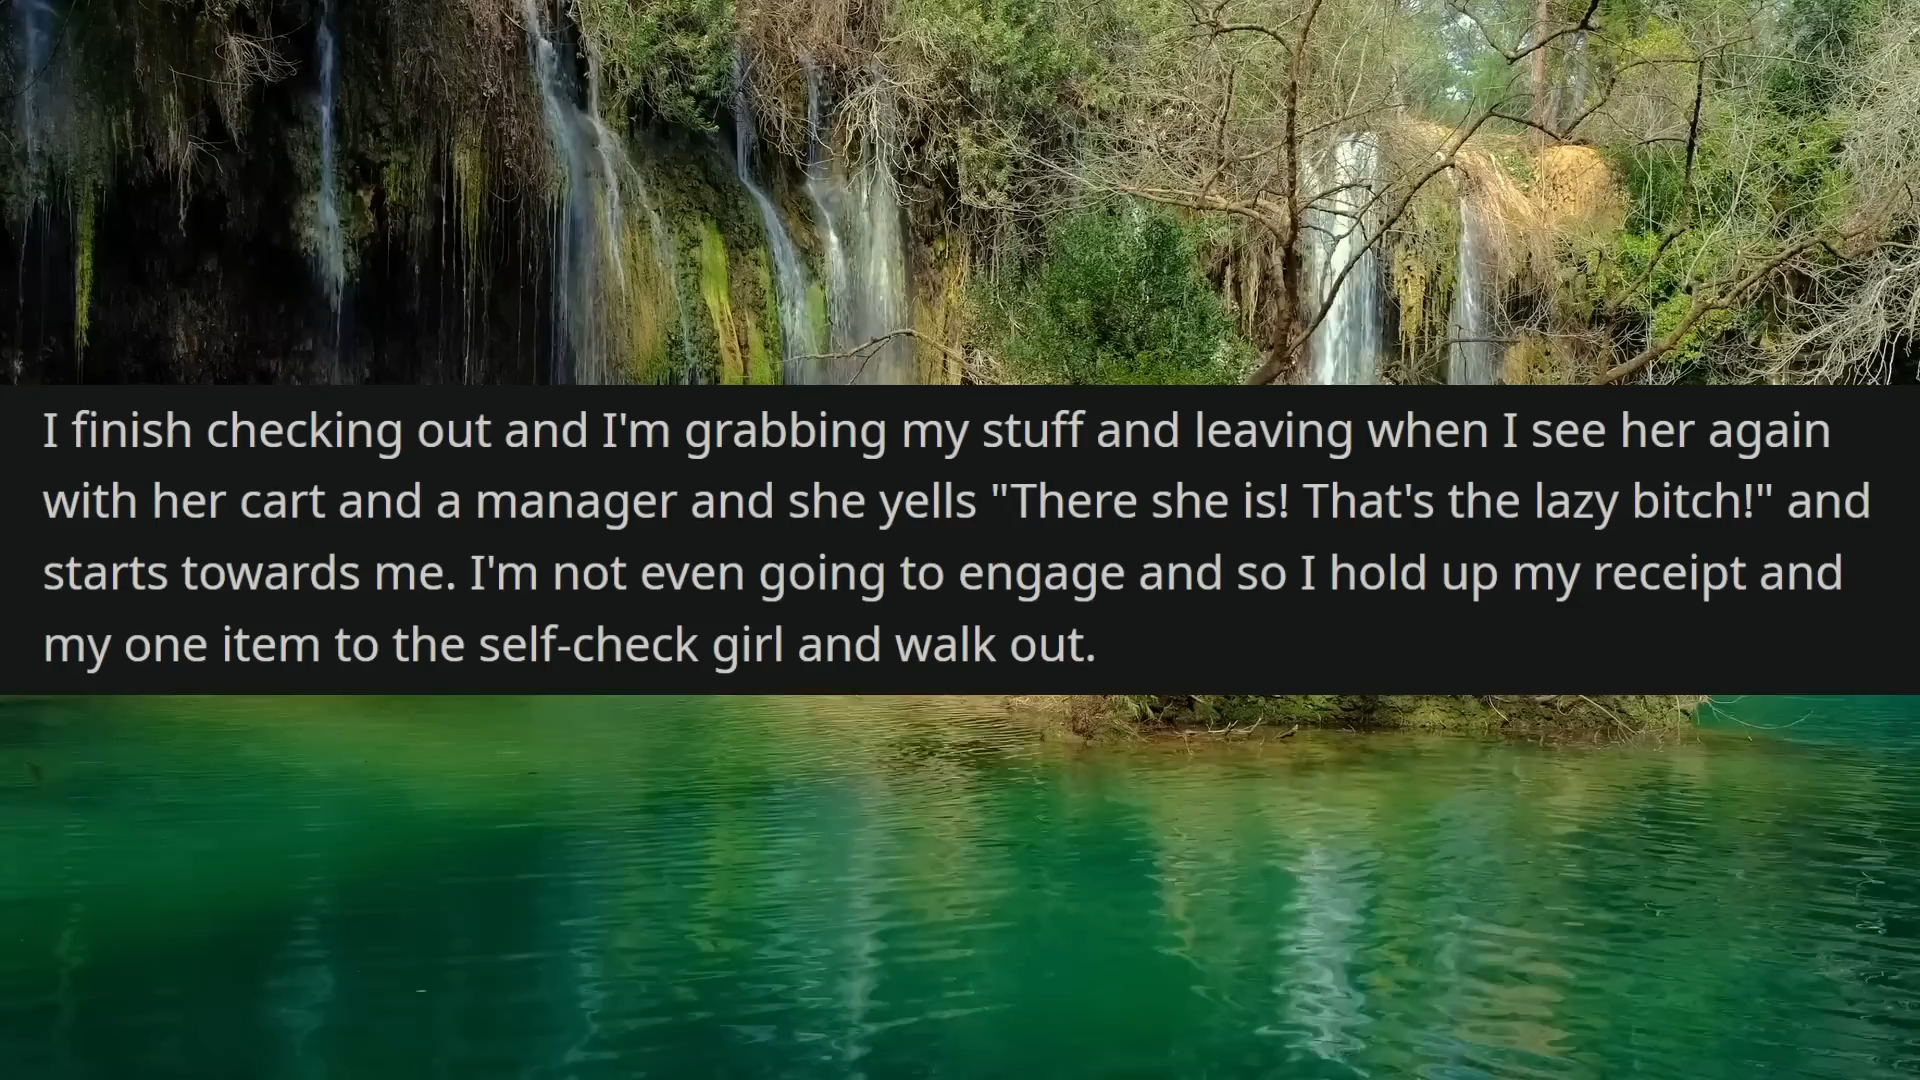 I finish checking out and I'm grabbing my stuff and leaving when I see her again
with her cart and a manager and she yells "There she is! That's the lazy bitch!" and
starts towards me. I'm not even going to engage and so I hold up my receipt and
my one item to the self-check girl and walk out.